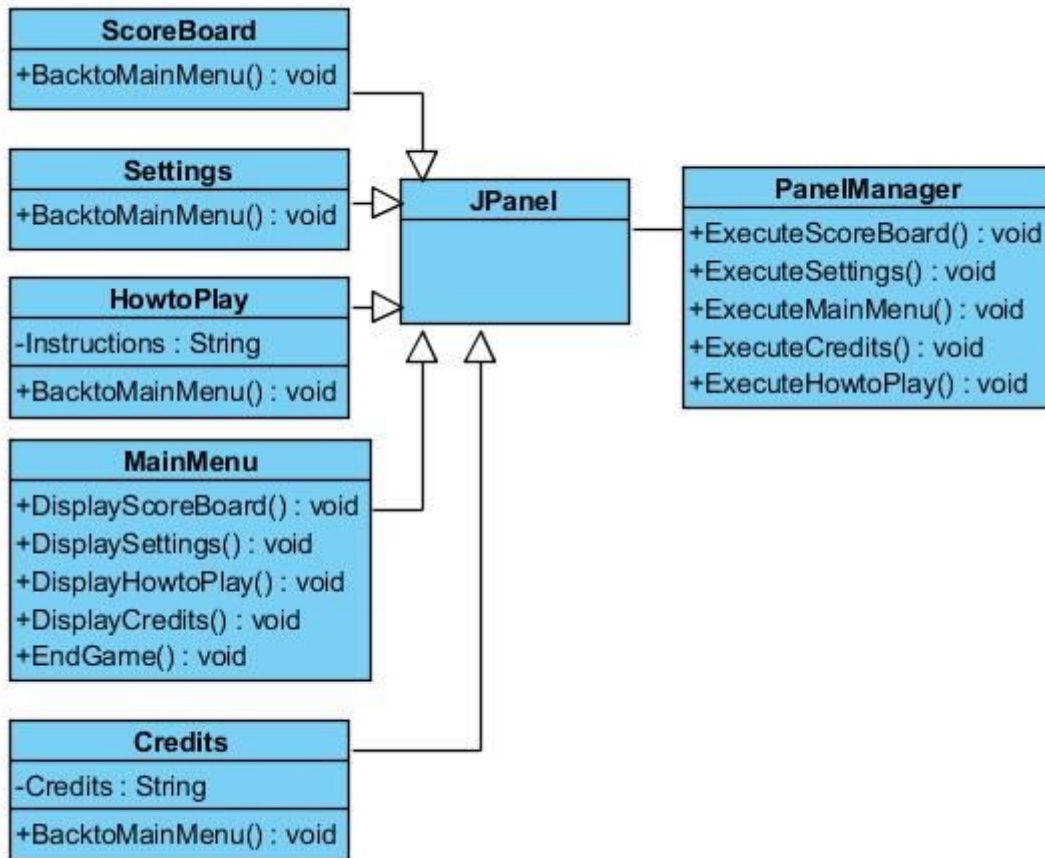 ScoreBoard
+BacktoMainMenu() : void
Settings
+BacktoMainMenu() : void
HowtoPlay
-Instructions : String
+BacktoMainMenu() : void
MainMenu
+DisplayScoreBoard() : void
+DisplaySettings() : void
+DisplayHowtoPlay() : void
+DisplayCredits() : void
+EndGame() : void
Credits
-Credits : String
+BacktoMainMenu() : void
JPanel
PanelManager
+ExecuteScoreBoard() : void
+ExecuteSettings() : void
+ExecuteMainMenu() : void
+ExecuteCredits() : void
+ExecuteHowtoPlay() : void